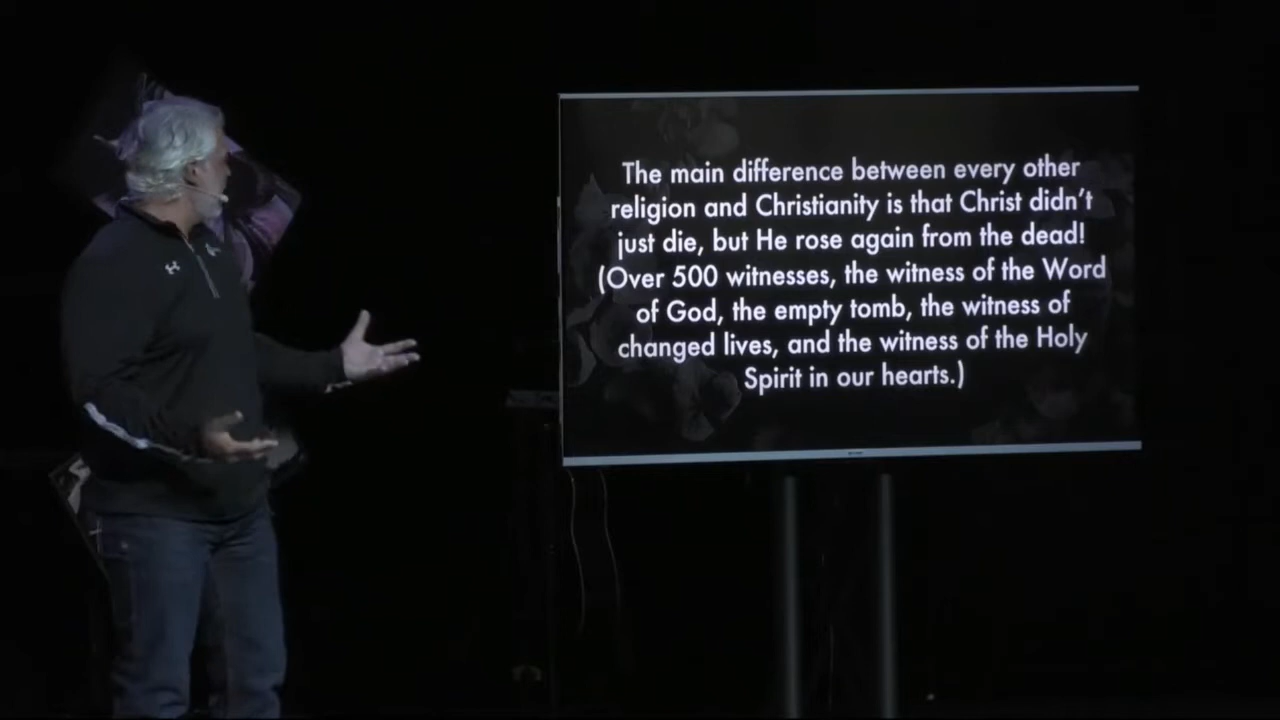 The main difference between every other
religion and Christianity is that Christ didn't
just die, but He rose again from the dead!
(Over 500 witnesses, the witness of the Word
of God, the empty tomb, the witness of
changed lives, and the witness of the Holy
Spirit in our hearts.)